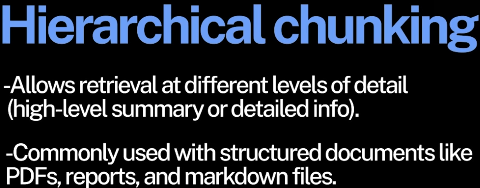 Hierarchical chunking
-Allows retrieval at different levels of detail
(high-level summary or detailed info).
-Commonly used with structured documents like
PDFs, reports, and markdown files.